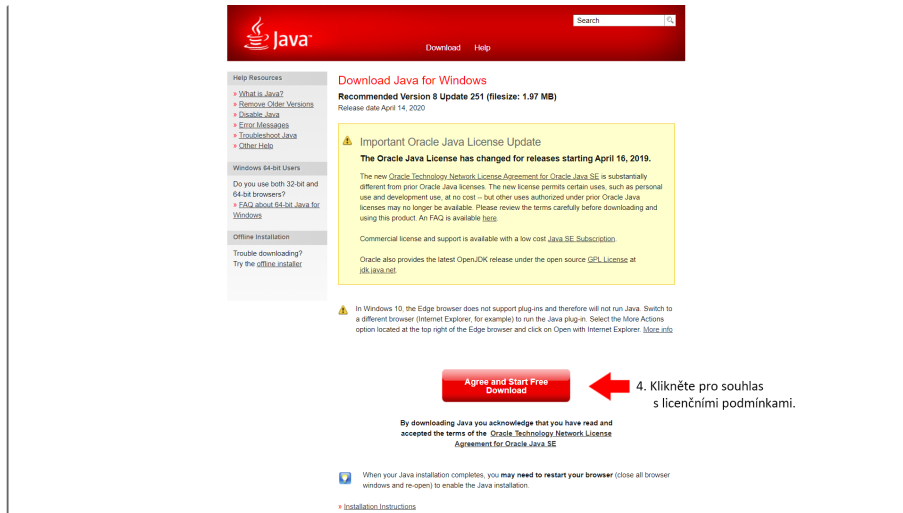 Search
Java™
Download Help
Help Resources
» What is Java?
» Remove Older Versions
» Disable Java
» Error Messages
» Troubleshoot Java
» Other Help
Windows 64-bit Users
Do you use both 32-bit and
64-bit browsers?
» FAQ about 64-bit Java for
Windows
Offline Installation
Trouble downloading?
Try the offline installer
Download Java for Windows
Recommended Version 8 Update 251 (filesize: 1.97 MB)
Release date April 14, 2020
Important Oracle Java License Update
The Oracle Java License has changed for releases starting April 16, 2019.
The new Oracle Technology Network License Agreement for Oracle Java SE is substantially
different from prior Oracle Java licenses. The new license permits certain uses, such as personal
use and development use, at no cost -- but other uses authorized under prior Oracle Java
licenses may no longer be available. Please review the terms carefully before downloading and
using this product. An FAQ is available here.
Commercial license and support is available with a low cost Java SE Subscription.
Oracle also provides the latest OpenJDK release under the open source GPL License at
jdk.java.net.
In Windows 10, the Edge browser does not support plug-ins and therefore will not run Java. Switch to
a different browser (Internet Explorer, for example) to run the Java plug-in. Select the More Actions
option located at the top right of the Edge browser and click on Open with Internet Explorer. More info
Agree and Start Free
Download
4. Klikněte pro souhlas
s licenčními podmínkami.
By downloading Java you acknowledge that you have read and
accepted the terms of the Oracle Technology Network License
Agreement for Oracle Java SE
When your Java installation completes, you may need to restart your browser (close all browser
windows and re-open) to enable the Java installation.
» Installation Instructions